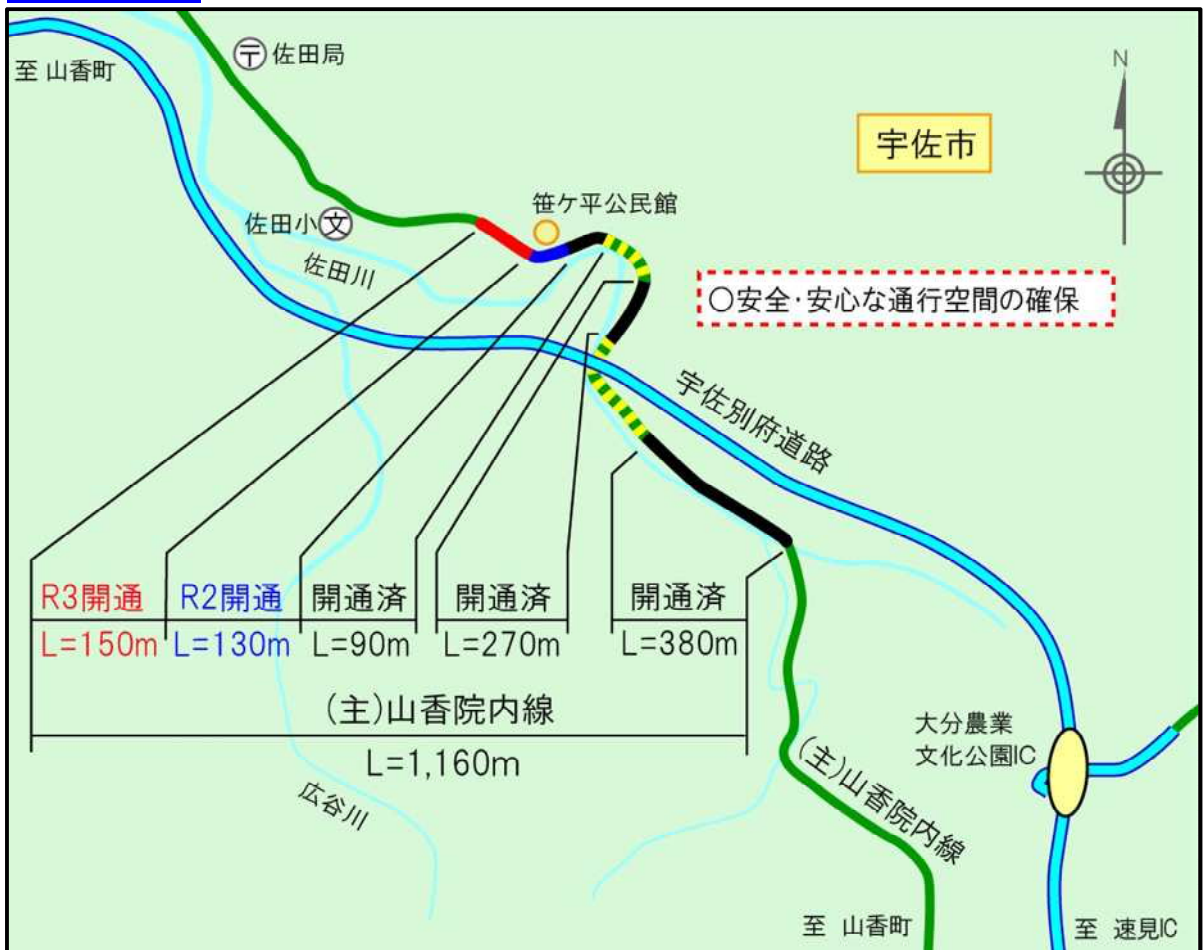 至 山香町
〒 佐田局
N
宇佐市
笹ケ平公民館
佐田小 文
佐田川
〇安全・安心な通行空間の確保
宇佐別府道路
R3開通
R2開通
開通済
開通済
開通済
L=150m
L=130m
L=90m
L=270m
L=380m
(主)山香院内線
L=1,160m
広谷川
大分農業
文化公園IC
(主)山香院内線
至 山香町
至 速見IC